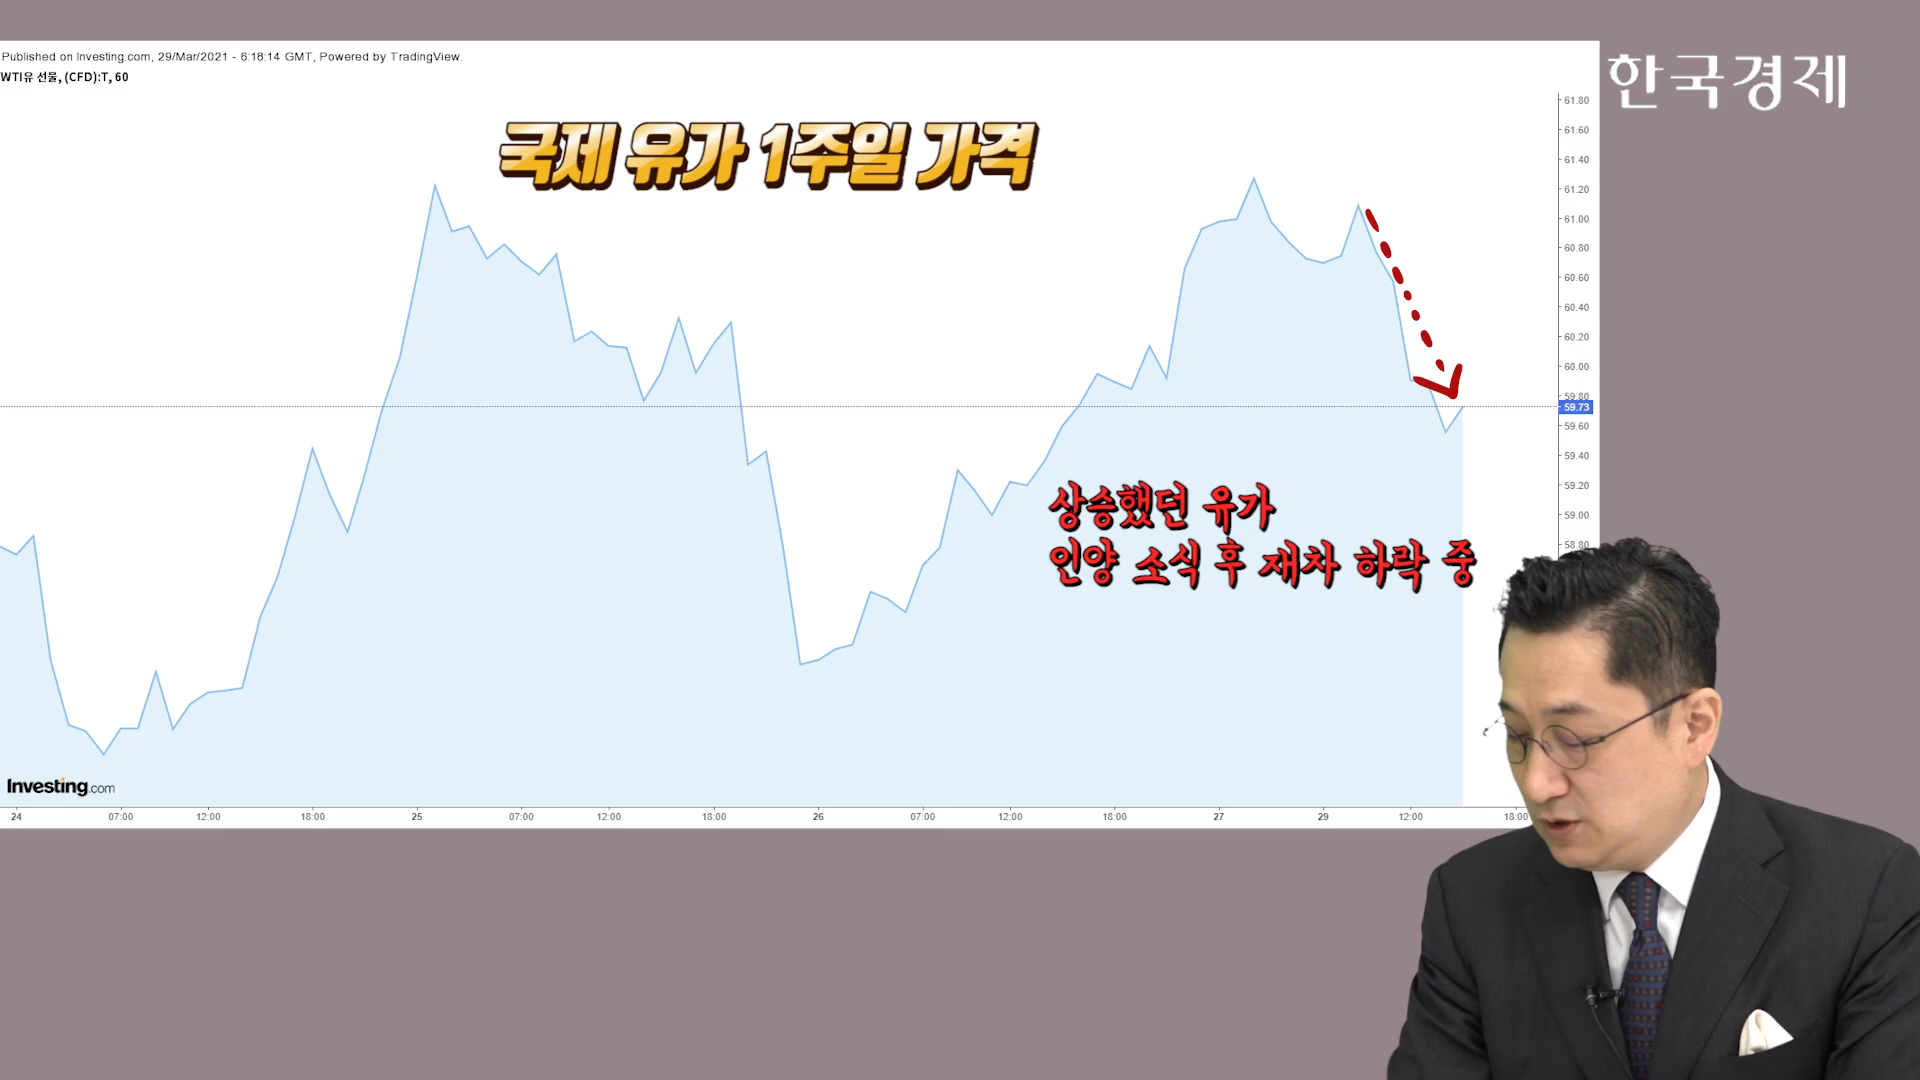 Published on Investing.com, 29/Mar/2021 - 6:18:14 GMT, Powered by TradingView.
WTI유 선물, (CFD):T, 60
한국경제
국제 유가 1주일 가격
61.80
61.60
61.40
61.20
61.00
60.80
60.60
60.40
60.20
60.00
59.80
59.73
59.60
59.40
59.20
59.00
58.80
상승했던 유가
인양 소식 후 재차 하락 중
Investing.com
24 07:00 12:00 18:00 25 07:00 12:00 18:00 26 07:00 12:00 18:00 27 29 12:00 18:00